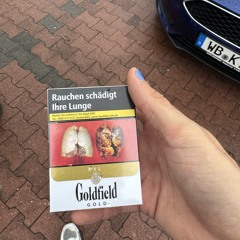 Rauchen schädigt
Ihre Lunge
Goldfield
GOLD
WB